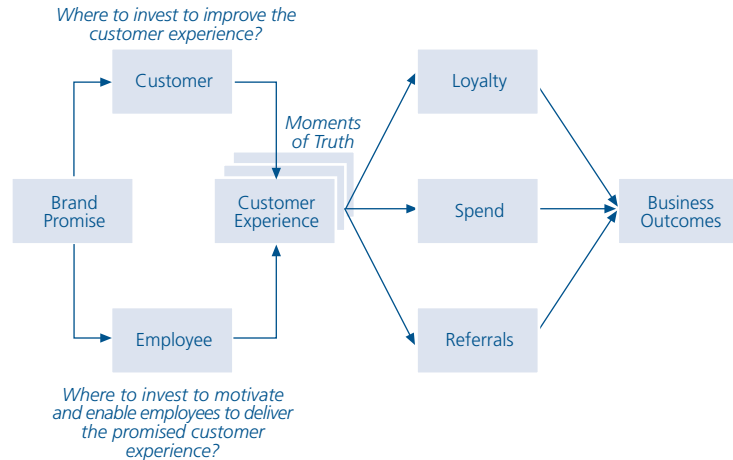 Where to invest to improve the
customer experience?
Customer
Loyalty
Moments
of Truth
Brand
Promise
Customer
Experience
Spend
Business
Outcomes
Employee
Referrals
Where to invest to motivate
and enable employees to deliver
the promised customer
experience?